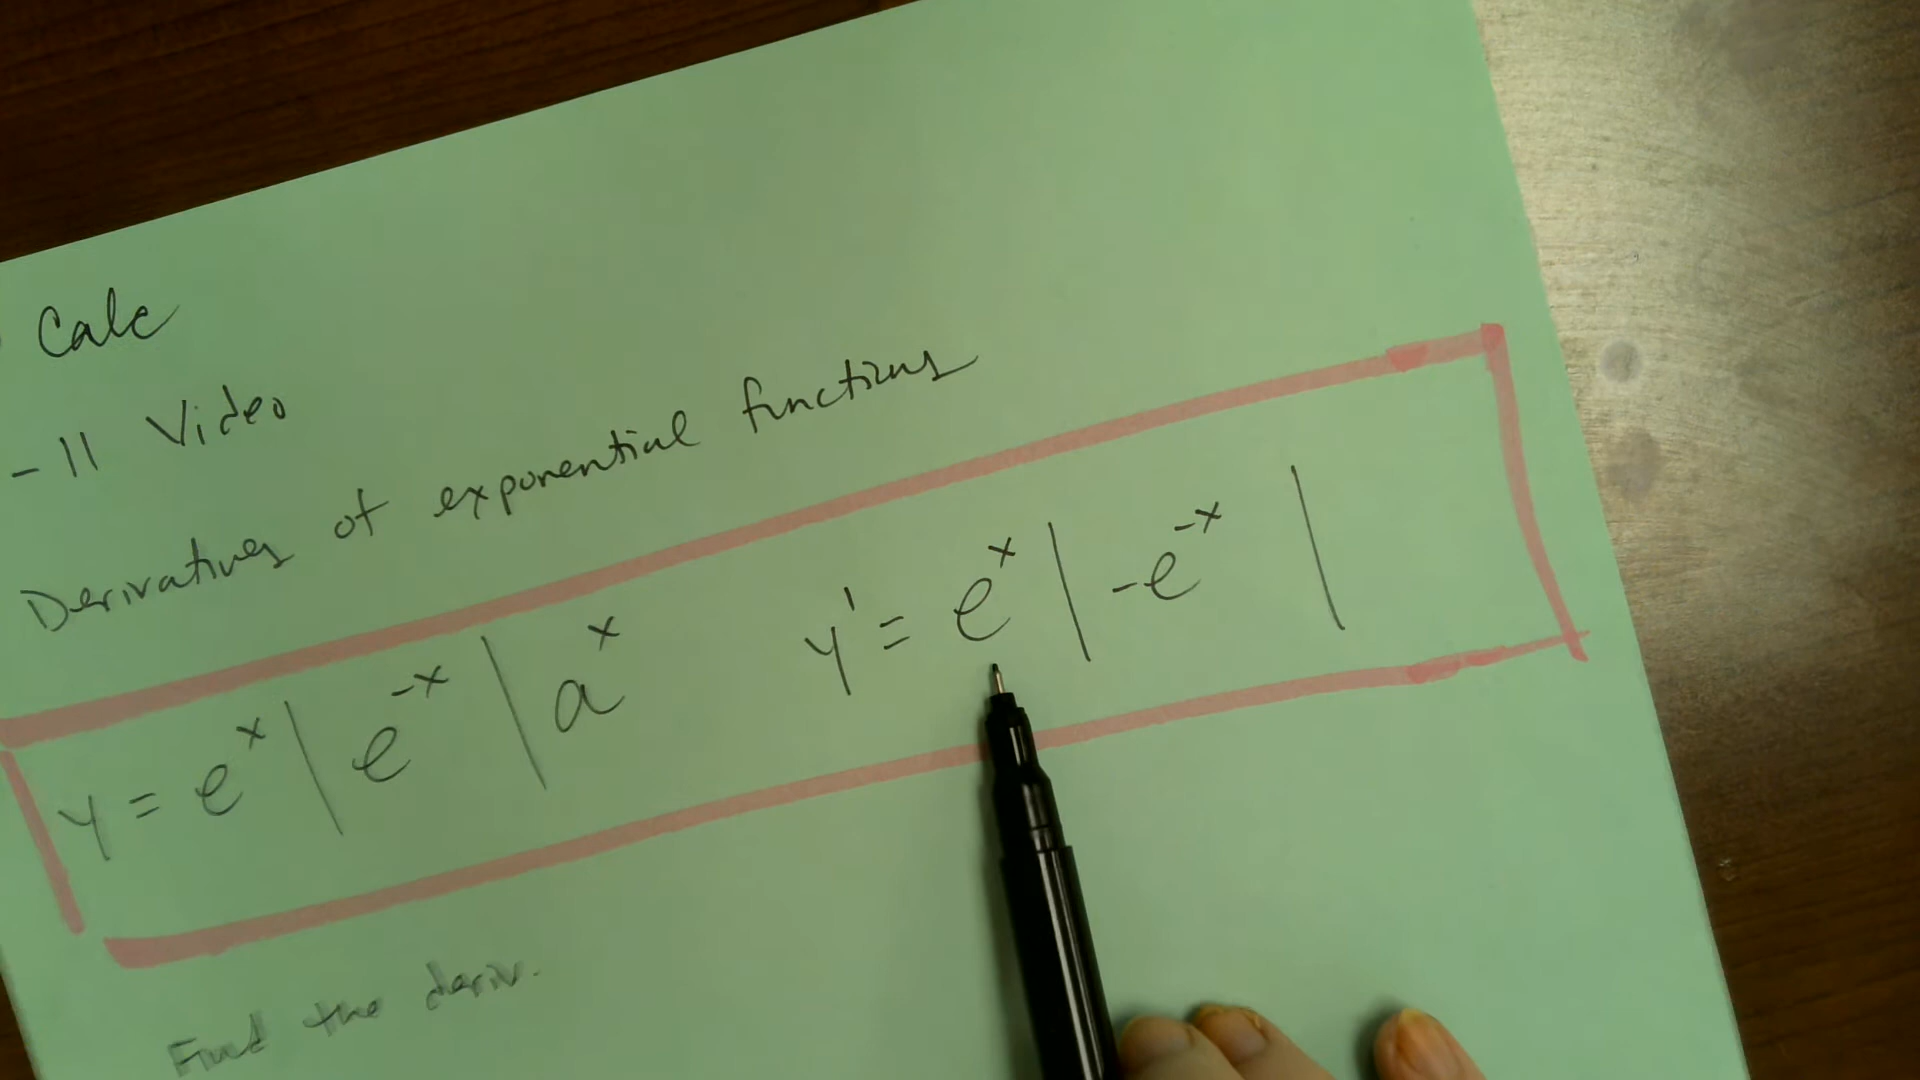 Calc
-11 Video
Derivatives of exponential functions
y = e^x | e^-x | a^x y' = e^x | -e^-x |
Find the deriv.